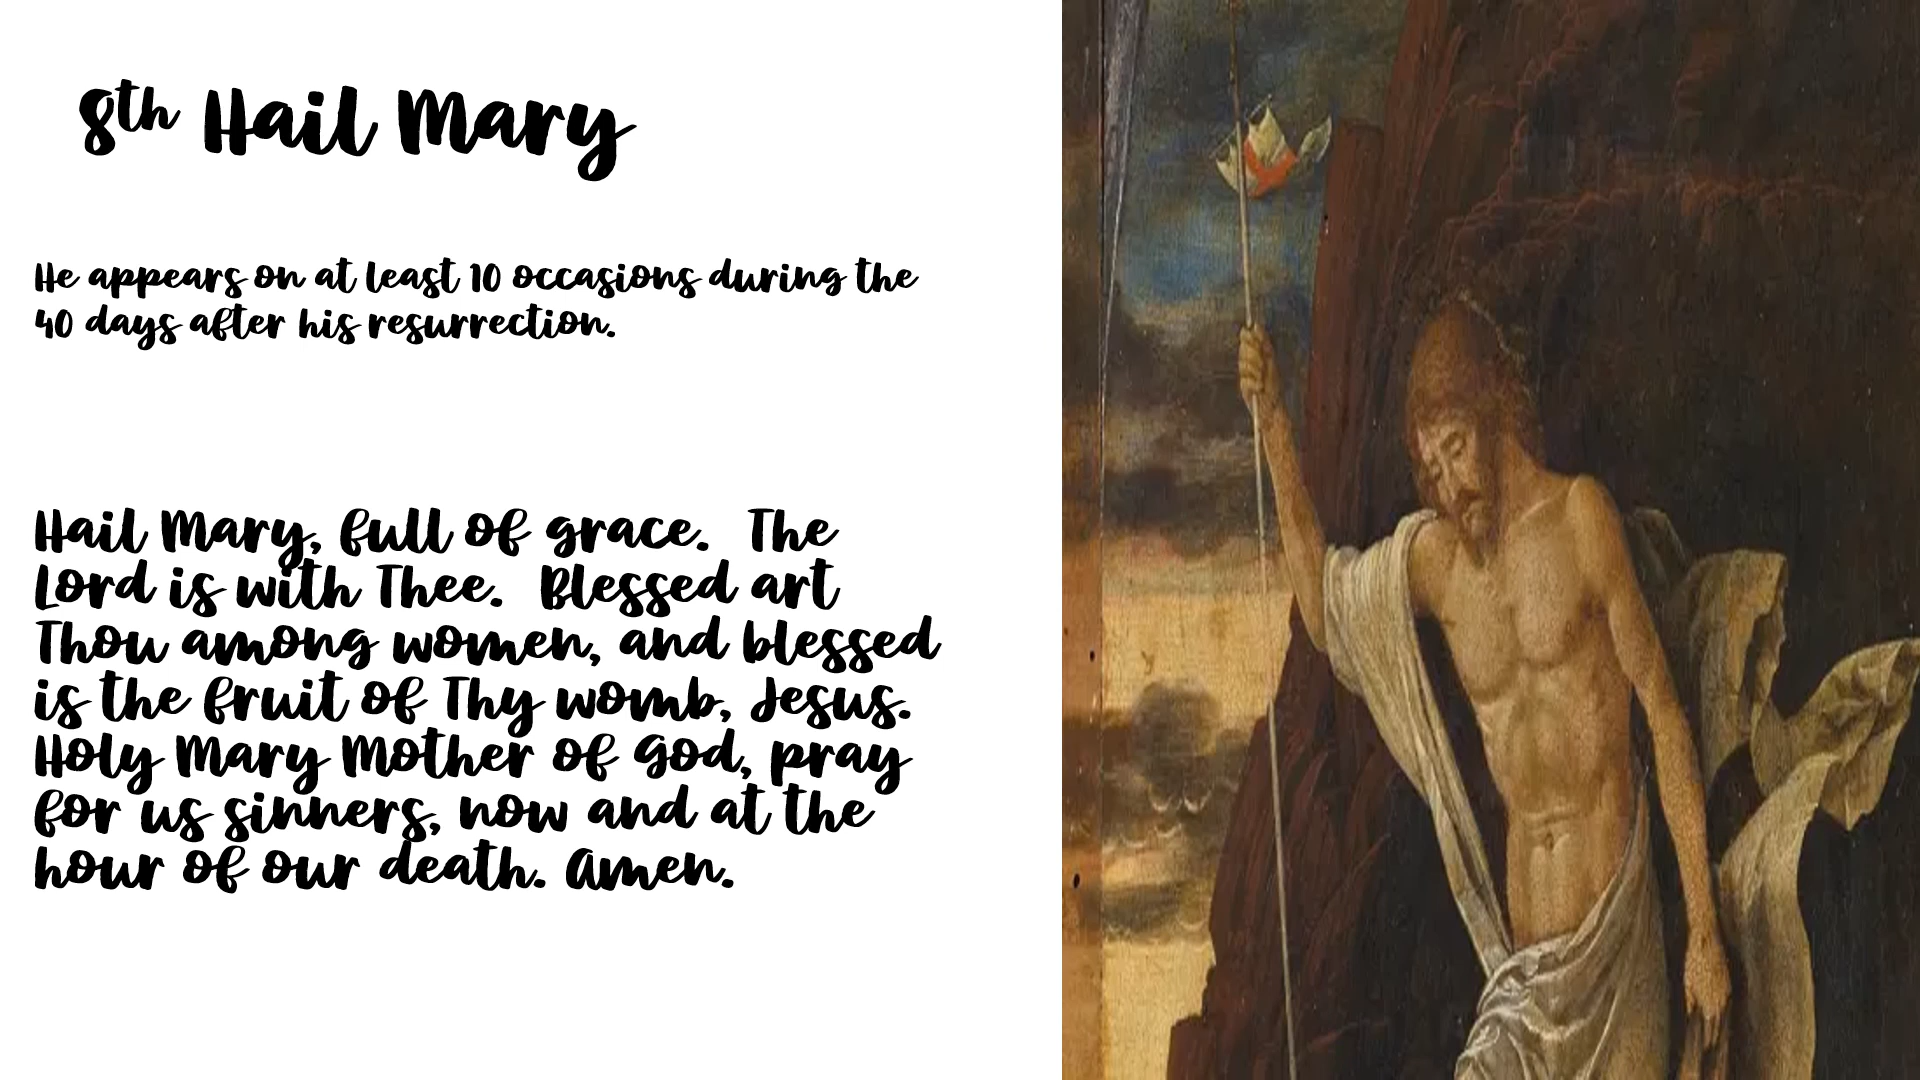 8th Hail Mary
He appears on at least 10 occasions during the
40 days after his resurrection.
Hail Mary, full of grace.  The
Lord is with Thee.  Blessed art
Thou among women, and blessed
is the fruit of Thy womb, Jesus.
Holy Mary Mother of God, pray
for us sinners, now and at the
hour of our death. Amen.